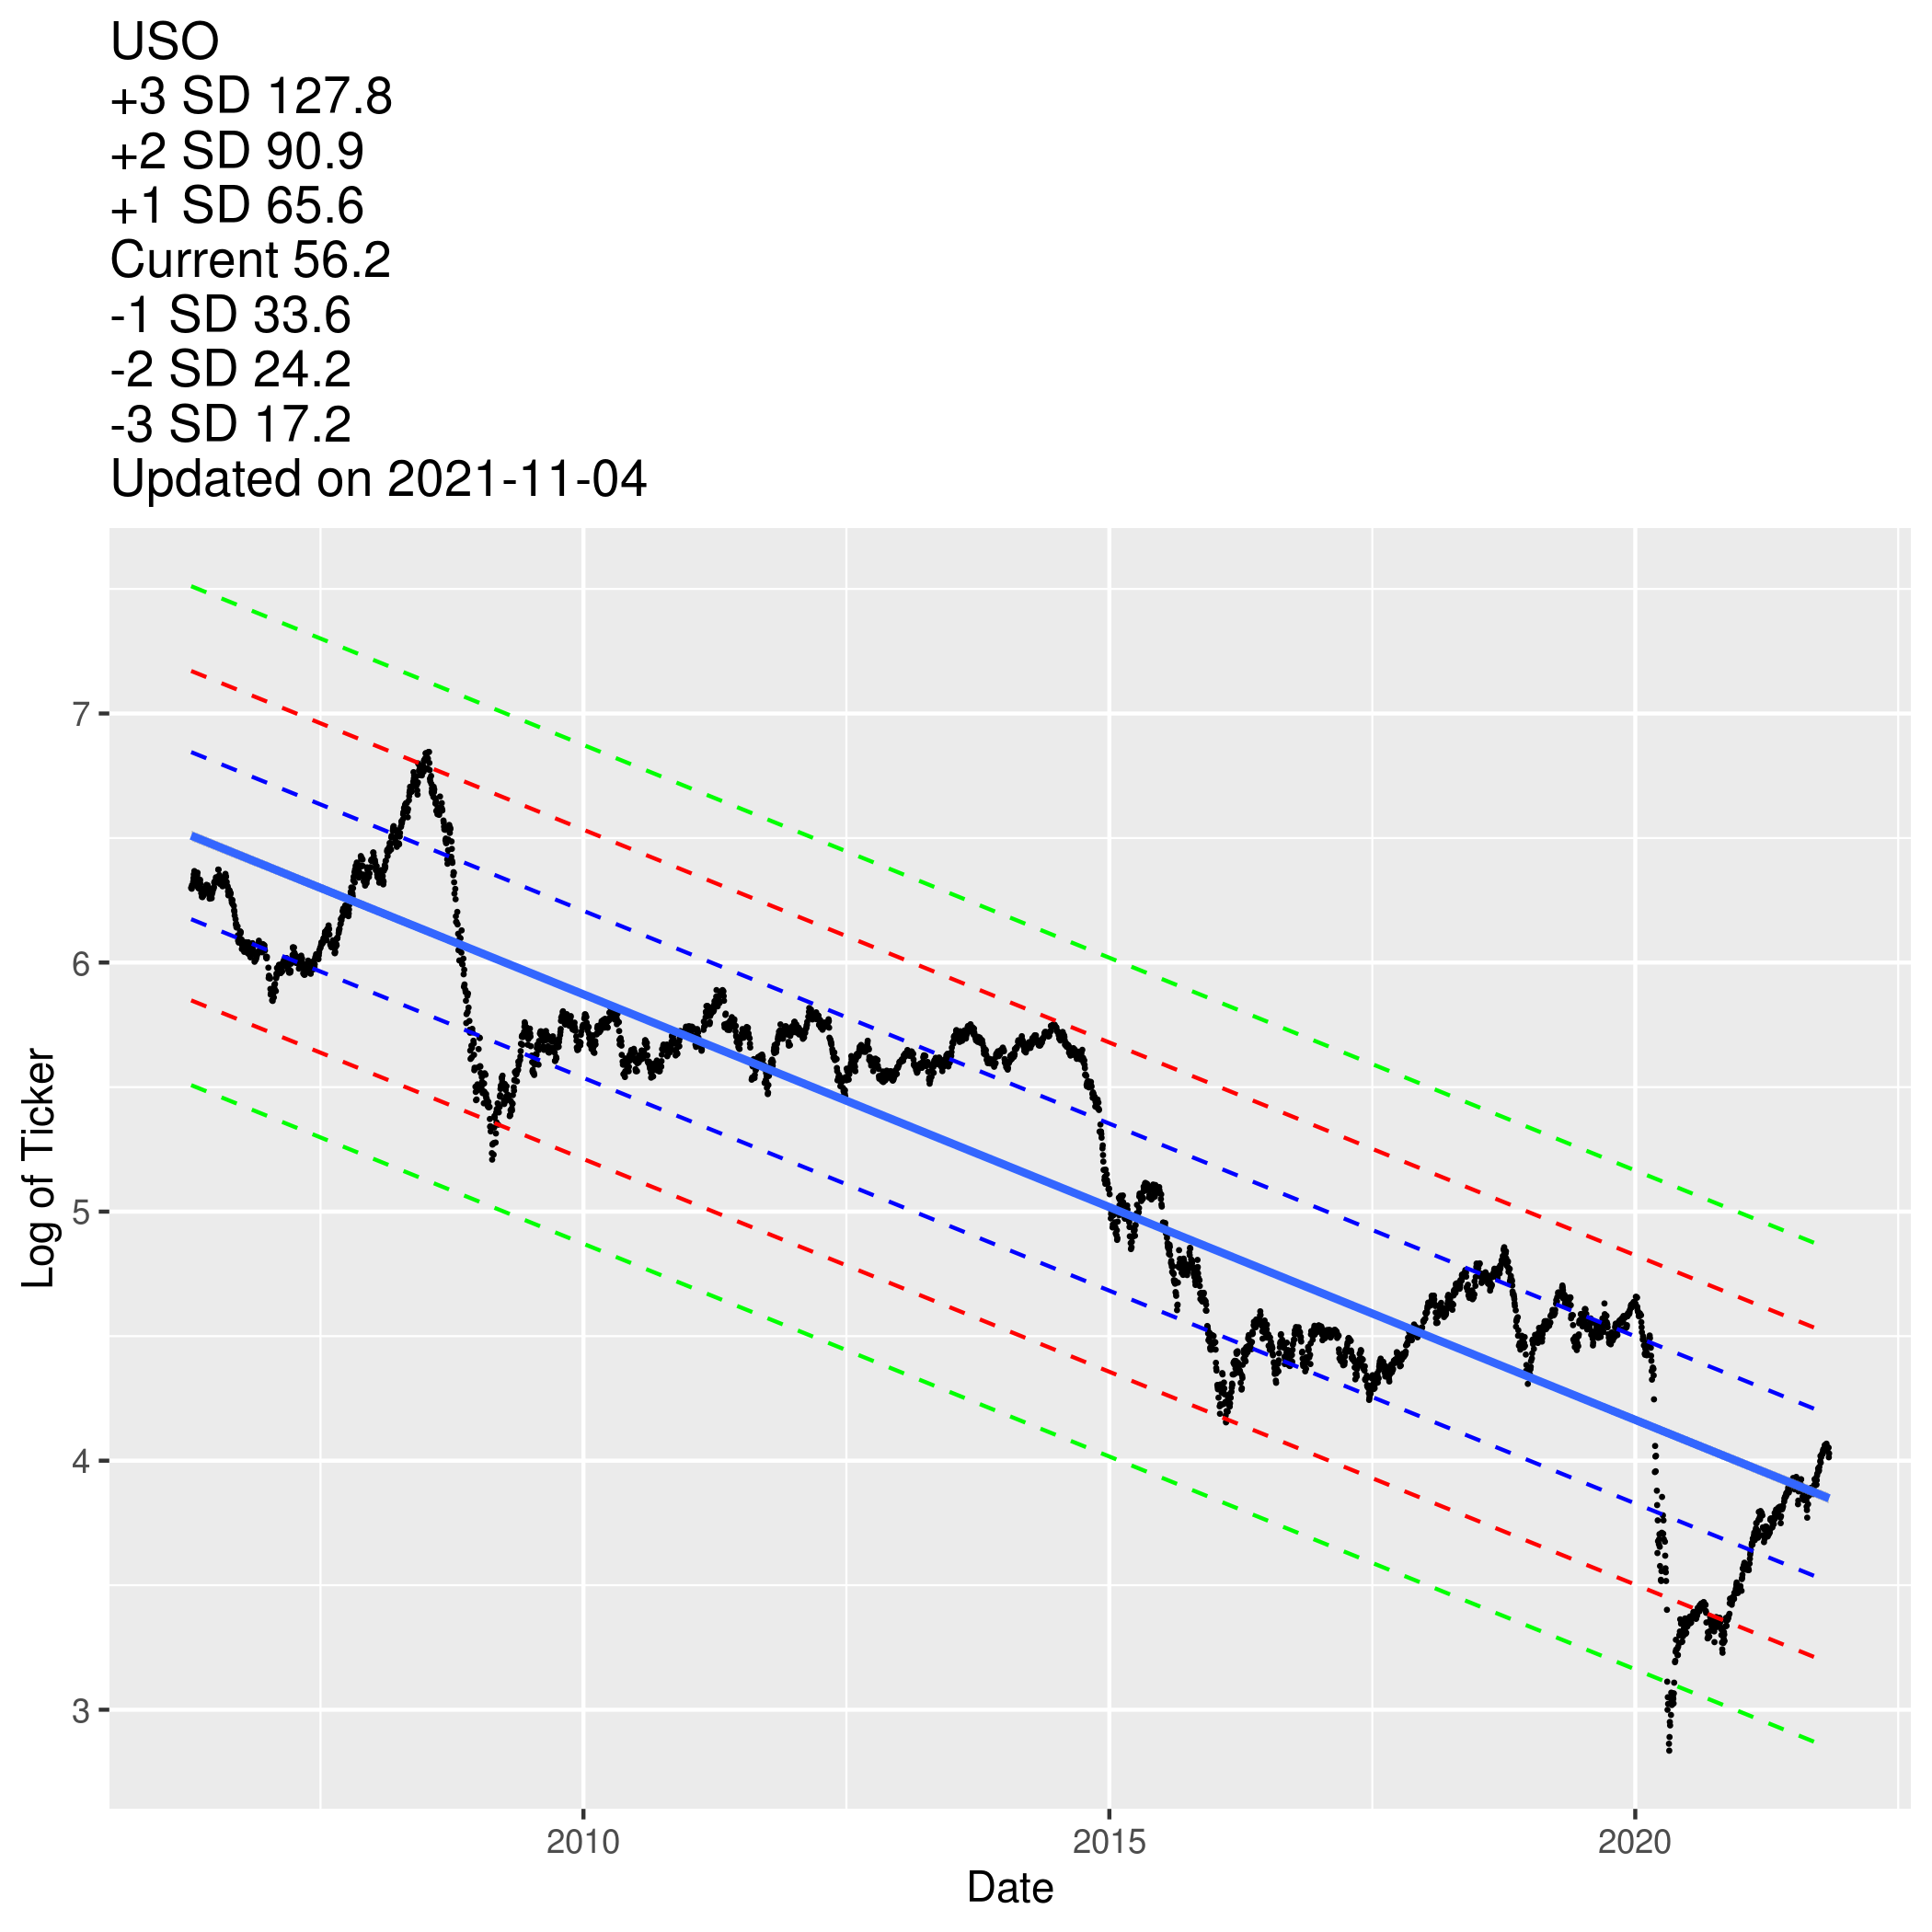 USO
+3 SD 127.8
+2 SD 90.9
+1 SD 65.6
Current 56.2
-1 SD 33.6
-2 SD 24.2
-3 SD 17.2
Updated on 2021-11-04
7
6
5
4
3
Log of Ticker
2010 2015 2020
Date